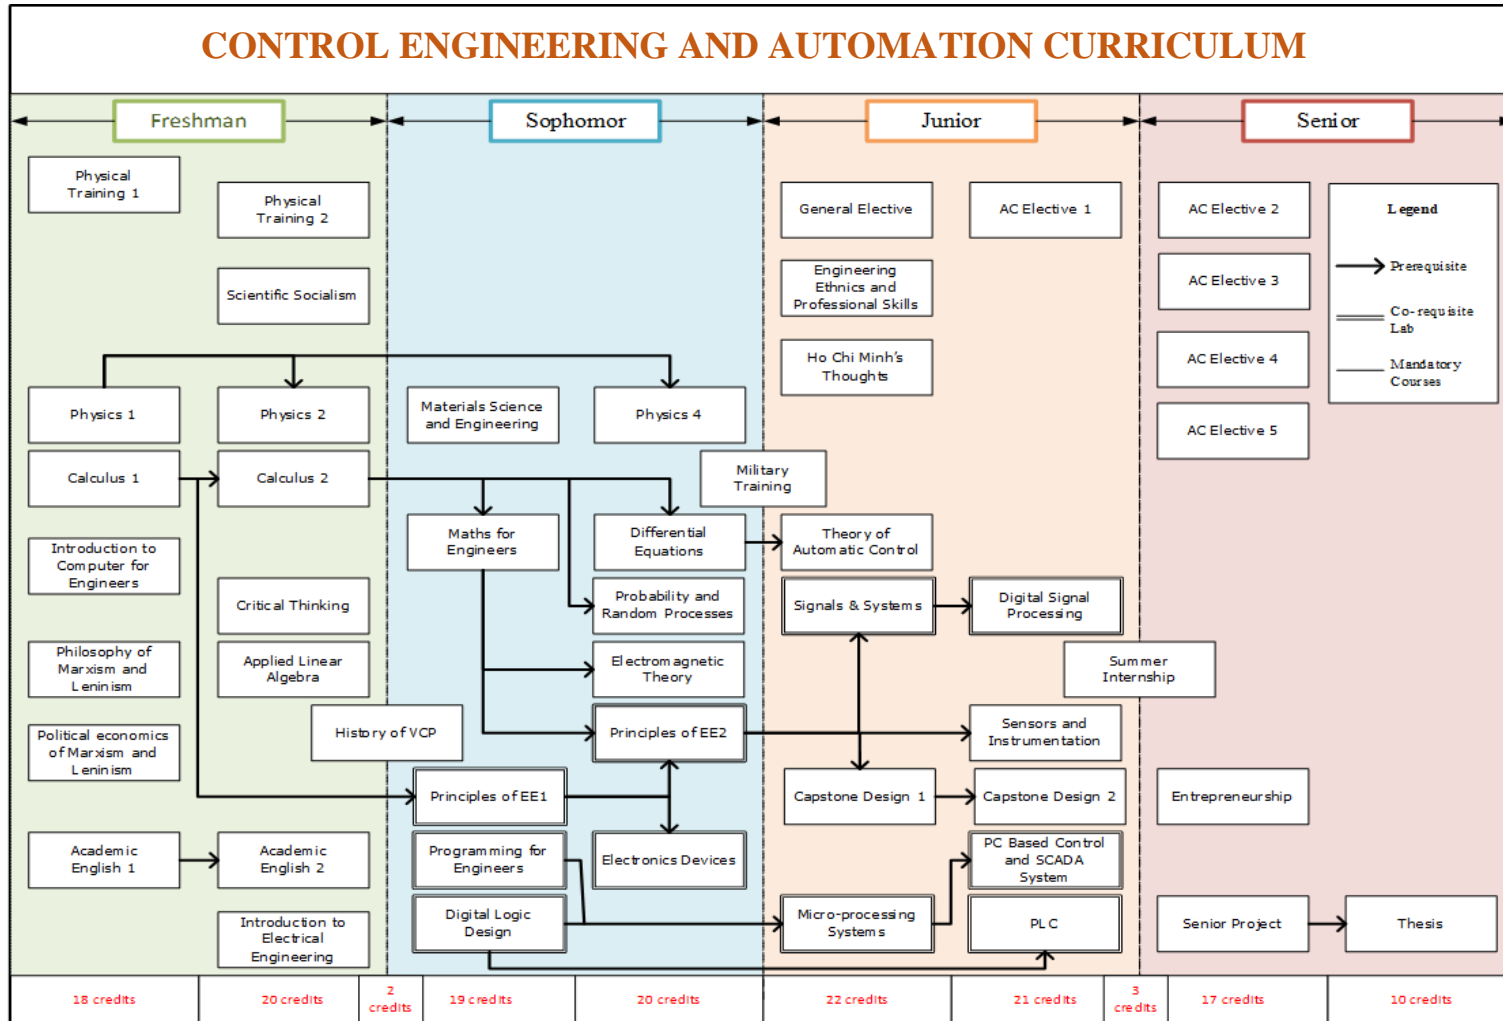 CONTROL ENGINEERING AND AUTOMATION CURRICULUM
Freshman
Sophomor
Junior
Senior
Physical
Training 1
Physical
Training 2
General Elective
AC Elective 1
AC Elective 2
Legend
Prerequisite
Co-requisite
Lab
Mandatory
Courses
Scientific Socialism
Engineering
Ethnics and
Professional Skills
AC Elective 3
Ho Chi Minh's
Thoughts
AC Elective 4
Physics 1
Physics 2
Materials Science
and Engineering
Physics 4
AC Elective 5
Calculus 1
Calculus 2
Military
Training
Introduction to
Computer for
Engineers
Maths for
Engineers
Differential
Equations
Theory of
Automatic Control
Critical Thinking
Probability and
Random Processes
Signals & Systems
Digital Signal
Processing
Philosophy of
Marxism and
Leninism
Applied Linear
Algebra
Electromagnetic
Theory
Summer
Internship
Political economics
of Marxism and
Leninism
History of VCP
Principles of EE2
Sensors and
Instrumentation
Principles of EE1
Capstone Design 1
Capstone Design 2
Entrepreneurship
Academic
English 1
Academic
English 2
Programming for
Engineers
Electronics Devices
PC Based Control
and SCADA
System
Introduction to
Electrical
Engineering
Digital Logic
Design
Micro-processing
Systems
PLC
Senior Project
Thesis
18 credits
20 credits
2
credits
19 credits
20 credits
22 credits
21 credits
3
credits
17 credits
10 credits